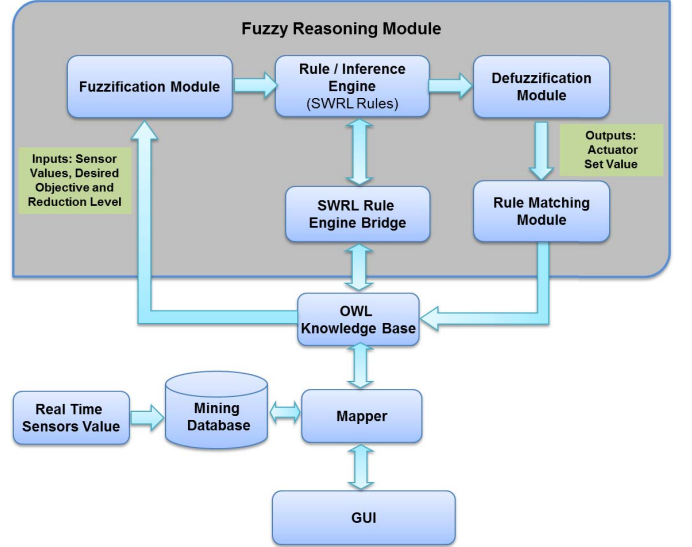 Fuzzy Reasoning Module
Fuzzification Module
Rule / Inference
Engine
(SWRL Rules)
Defuzzification
Module
Inputs: Sensor
Values, Desired
Objective and
Reduction Level
Outputs:
Actuator
Set Value
SWRL Rule
Engine Bridge
Rule Matching
Module
OWL
Knowledge Base
Real Time
Sensors Value
Mining
Database
Mapper
GUI